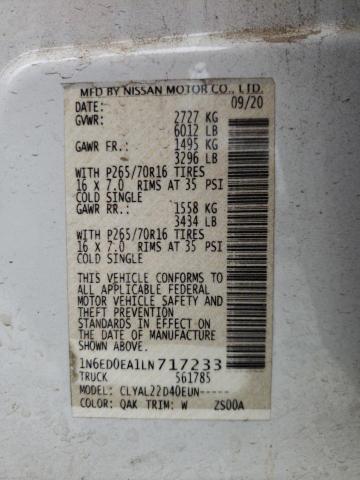 MFD BY NISSAN MOTOR CO., LTD.
DATE: 09/20
GVWR: 2727 KG
6012 LB
GAWR FR.: 1495 KG
3296 LB
WITH P265/70R16 TIRES
16 X 7.0 RIMS AT 35 PSI
COLD SINGLE
GAWR RR.: 1558 KG
3434 LB
WITH P265/70R16 TIRES
16 X 7.0 RIMS AT 35 PSI
COLD SINGLE
THIS VEHICLE CONFORMS TO
ALL APPLICABLE FEDERAL
MOTOR VEHICLE SAFETY AND
THEFT PREVENTION
STANDARDS IN EFFECT ON
THE DATE OF MANUFACTURE
SHOWN ABOVE.
1N6ED0EA1LN717233
TRUCK 561785
MODEL: CLYAL22D40EUN-----
COLOR: QAK TRIM: W ZS00A